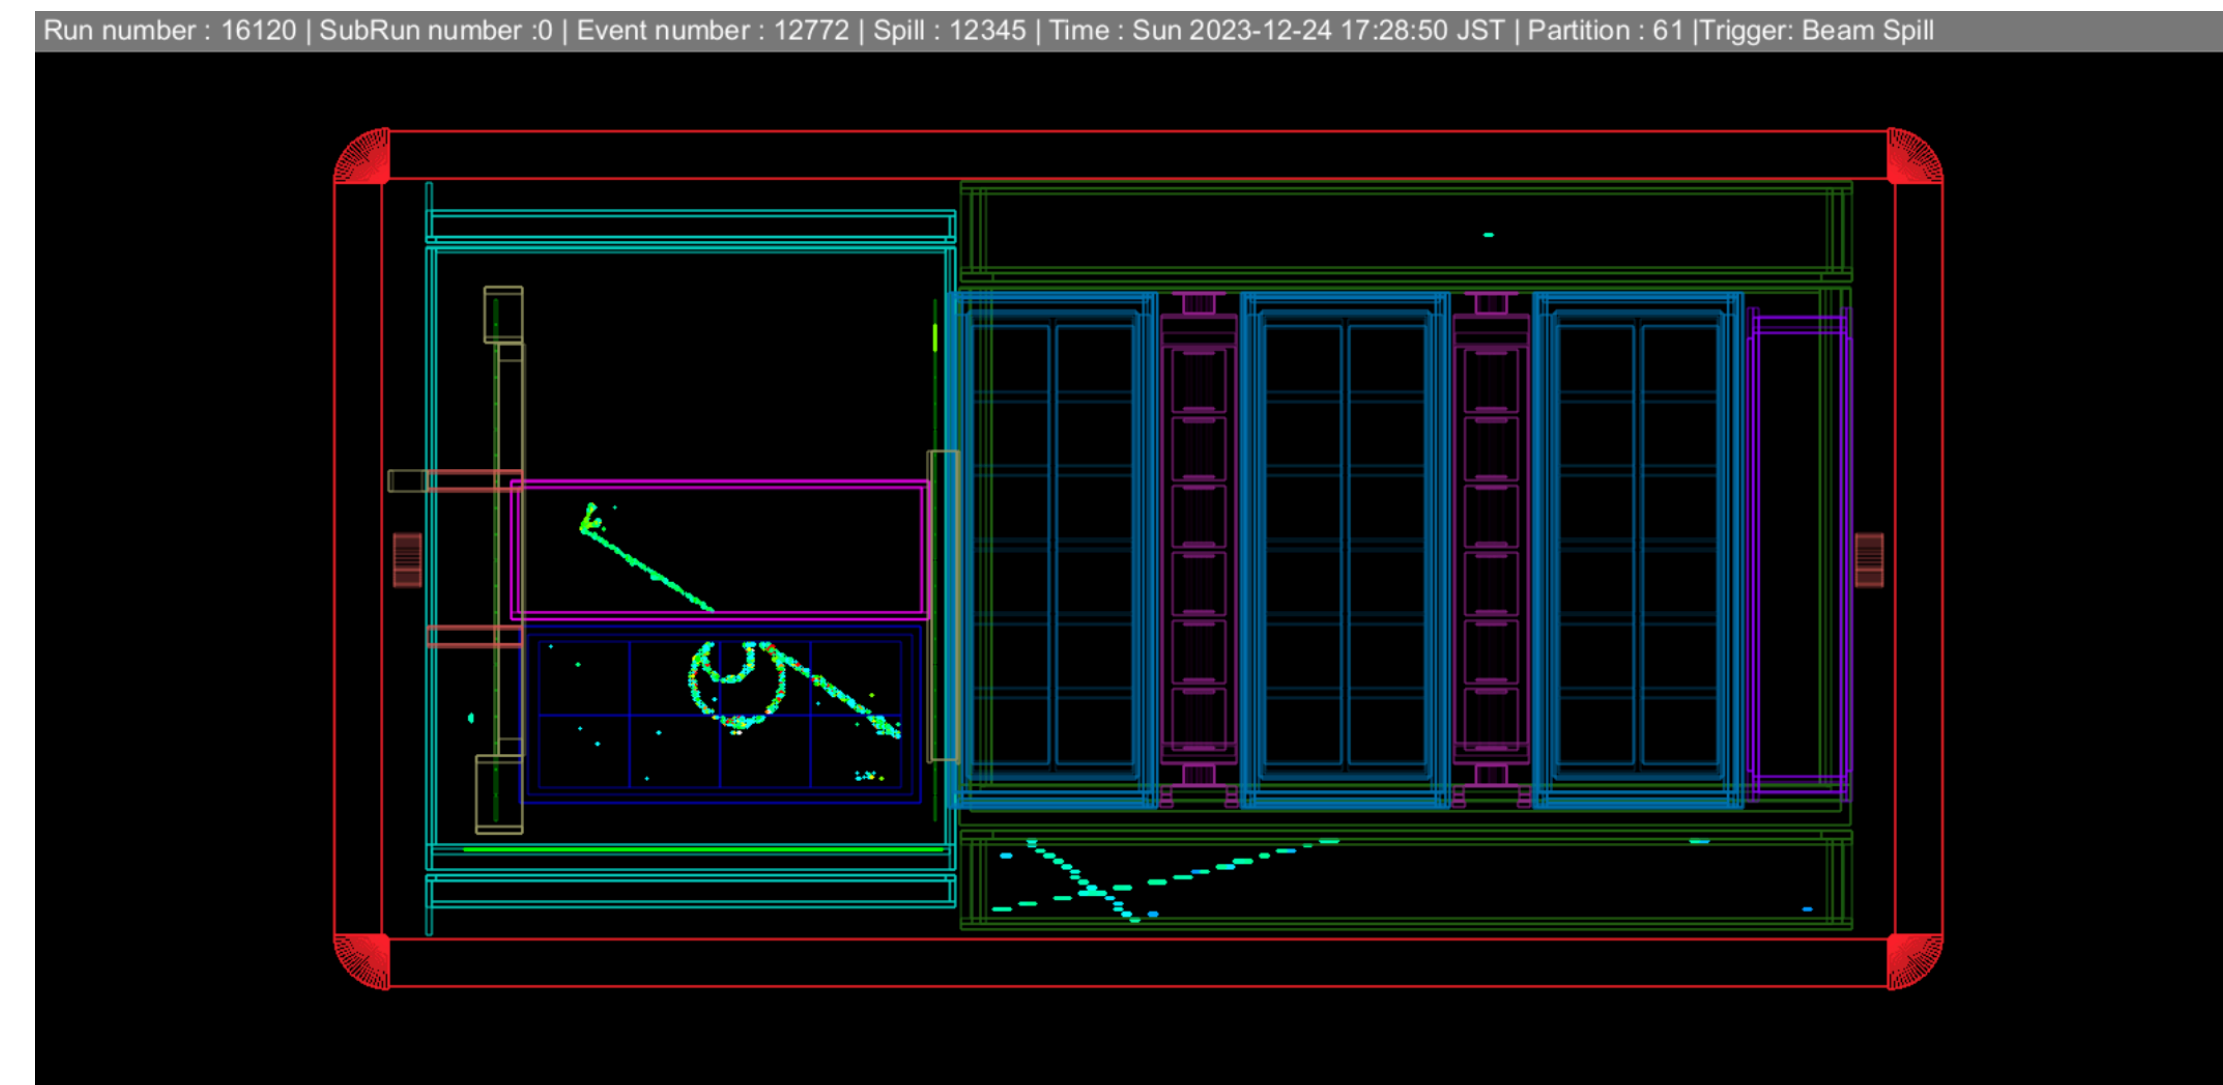 Run number : 16120 | SubRun number :0 | Event number : 12772 | Spill : 12345 | Time : Sun 2023-12-24 17:28:50 JST | Partition : 61 |Trigger: Beam Spill